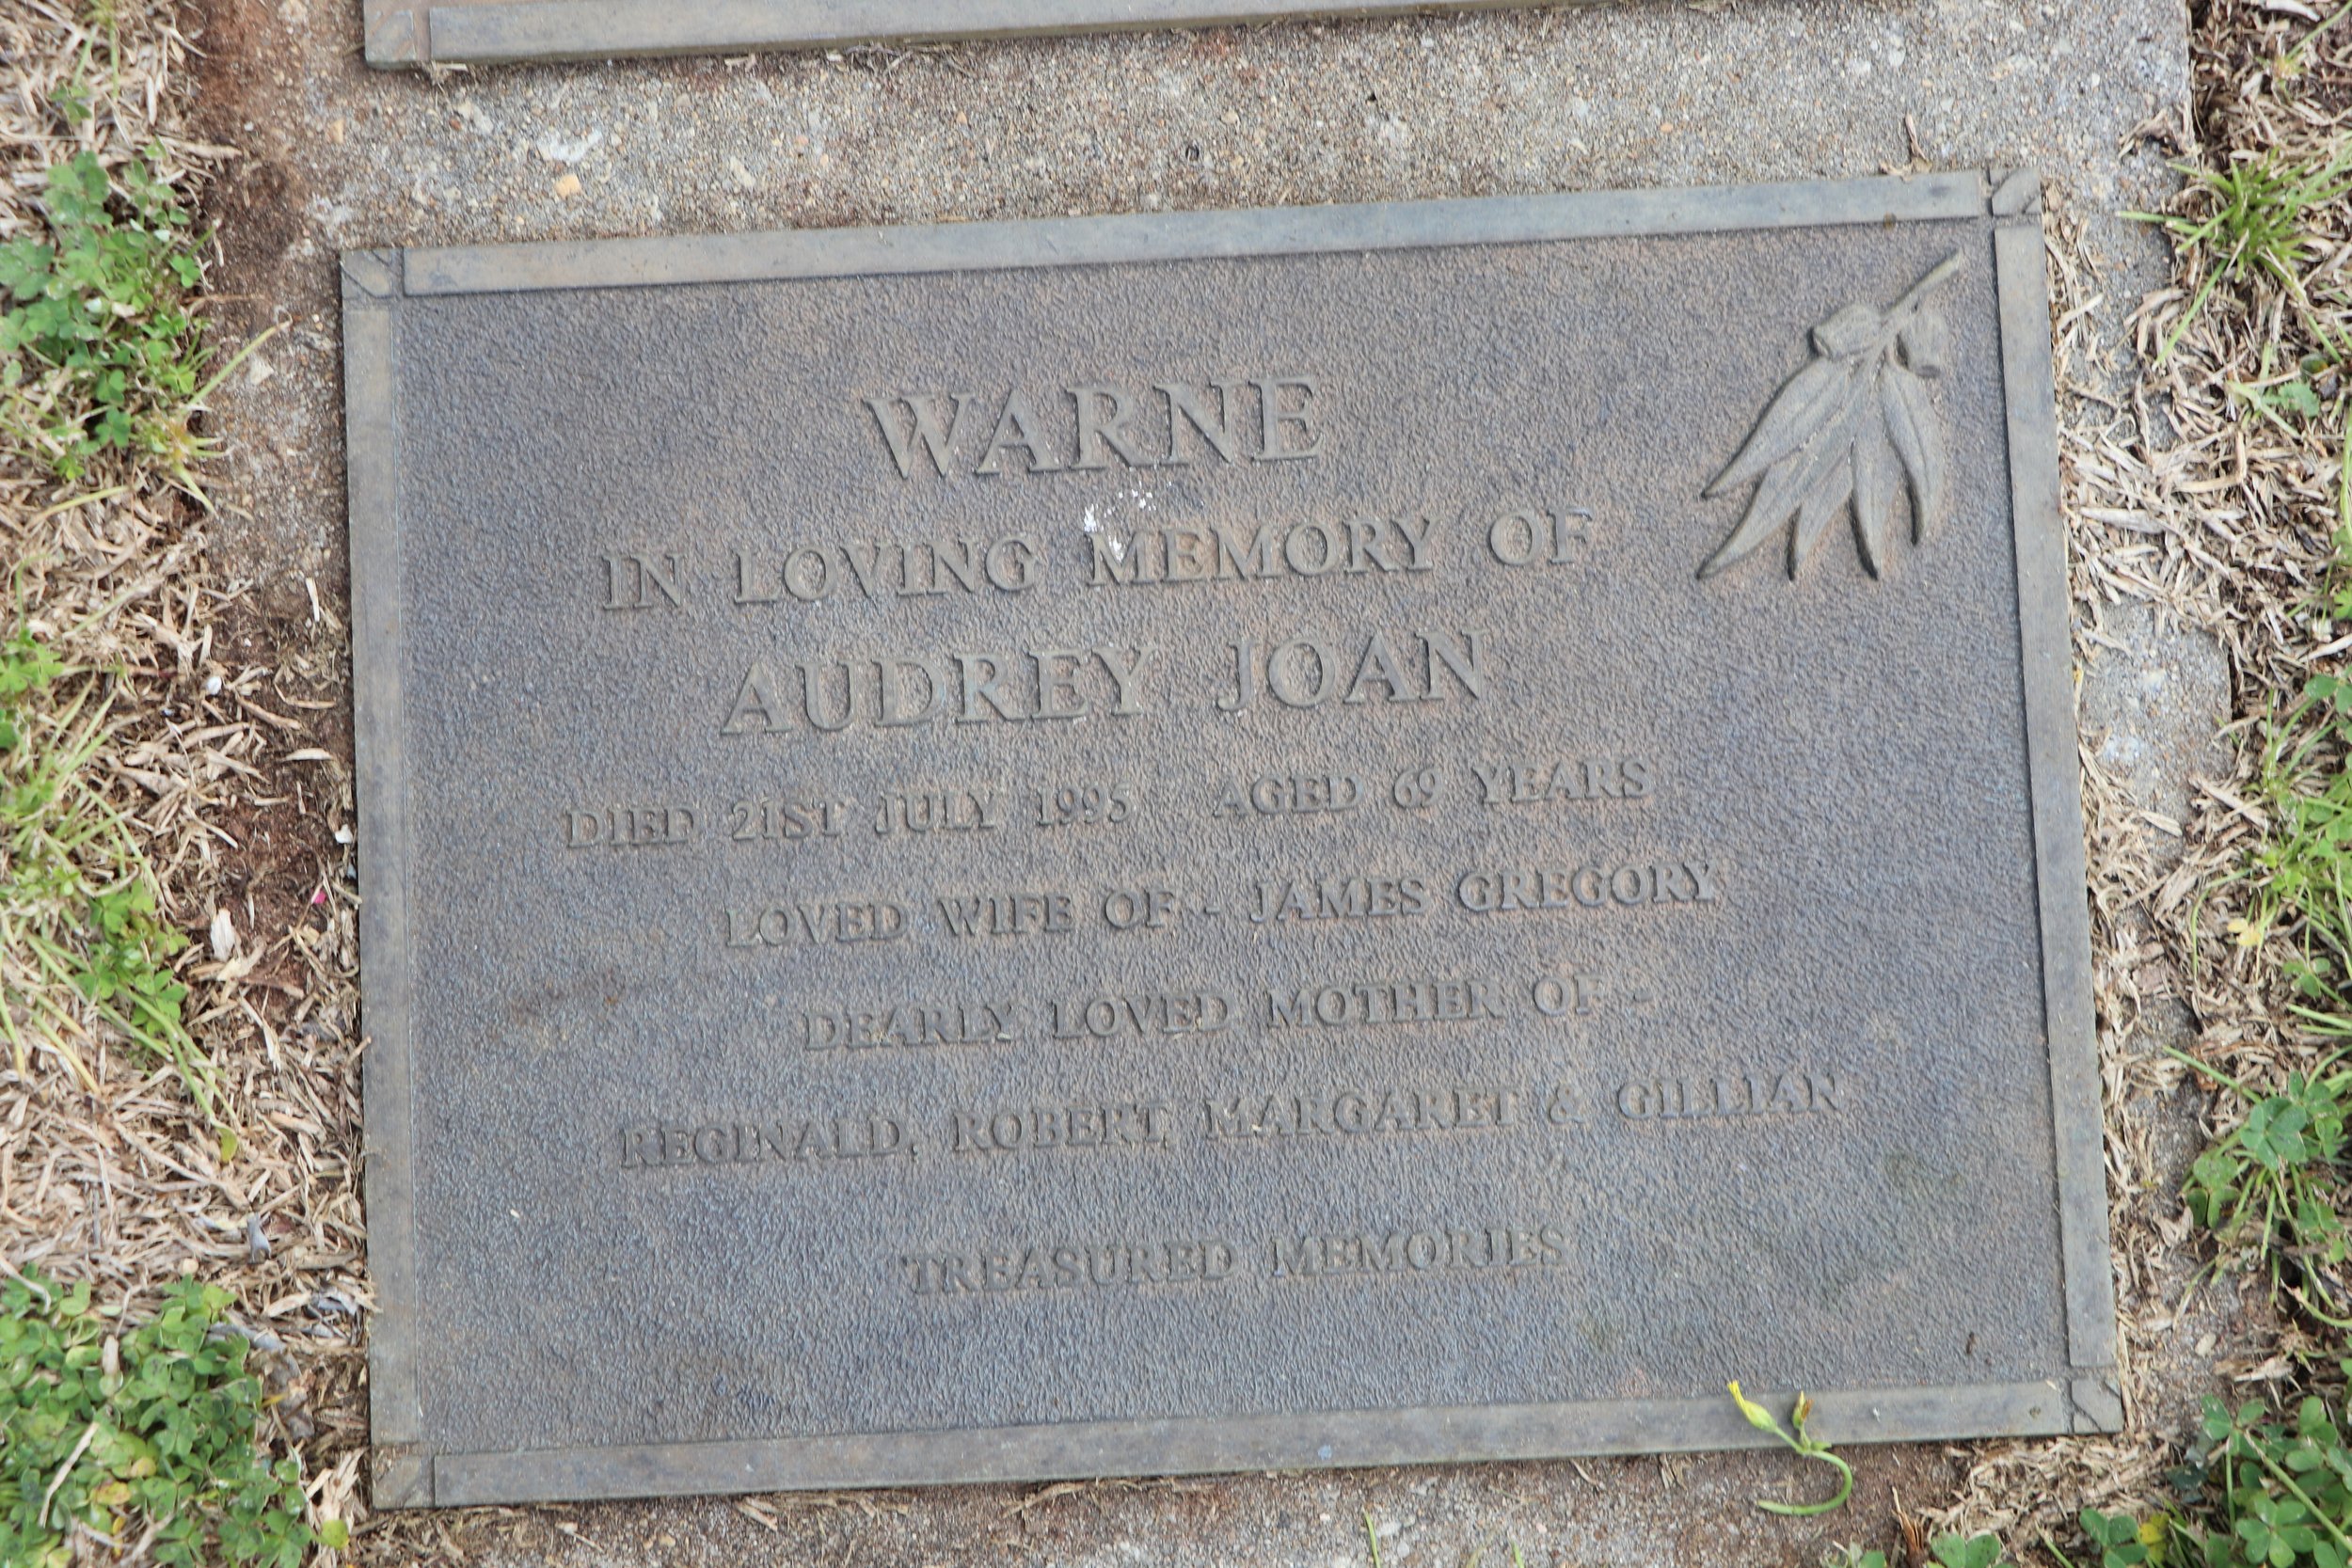 WARNE
IN LOVING MEMORY OF
AUDREY JOAN
DIED 21ST JULY 1995 AGED 69 YEARS
LOVED WIFE OF - JAMES GREGORY
DEARLY LOVED MOTHER OF -
REGINALD, ROBERT, MARGARET & GILLIAN
TREASURED MEMORIES